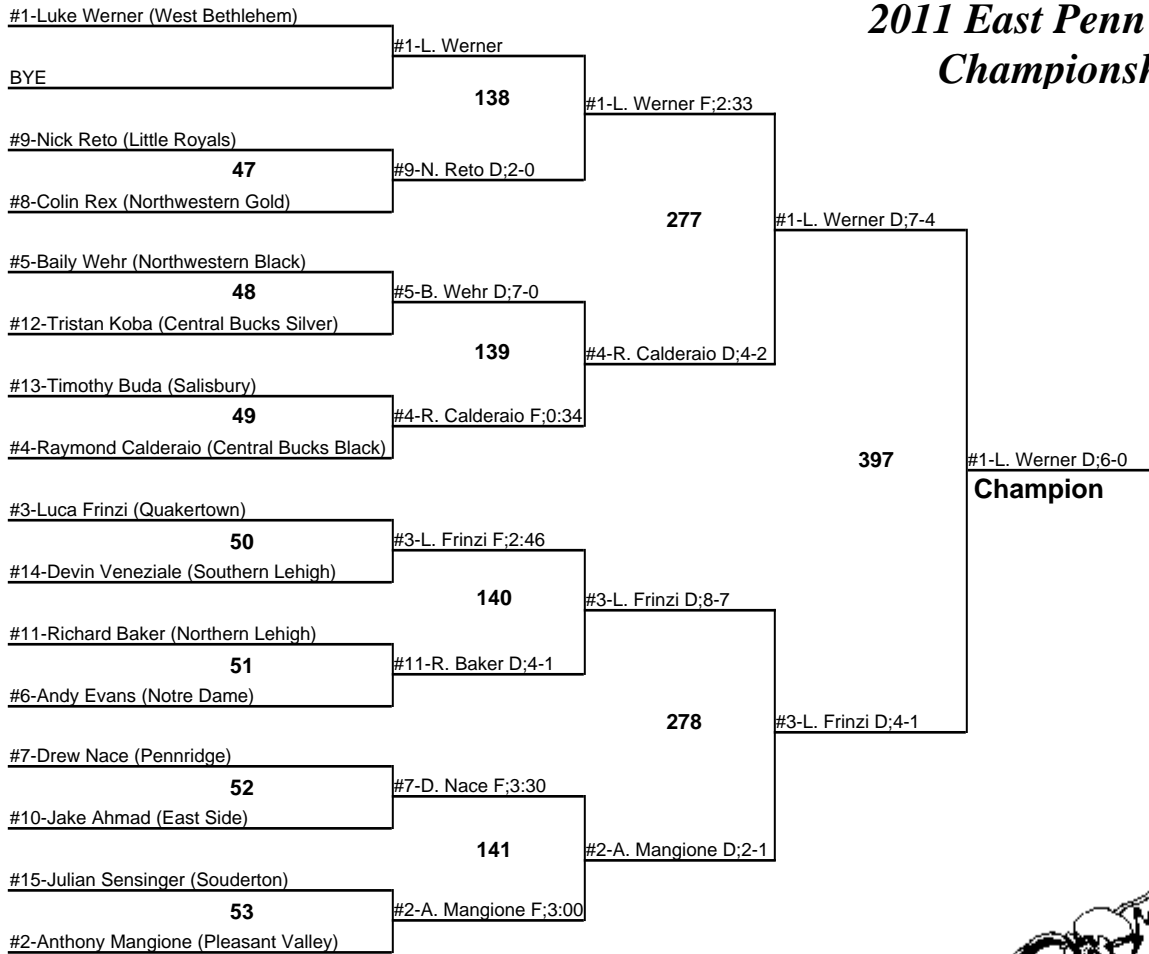 #1-Luke Werner (West Bethlehem)
2011 East Penn
#1-L. Werner
Championsh
BYE
138
#1-L. Werner F;2:33
#9-Nick Reto (Little Royals)
47
#9-N. Reto D;2-0
#8-Colin Rex (Northwestern Gold)
277
#1-L. Werner D;7-4
#5-Baily Wehr (Northwestern Black)
48
#5-B. Wehr D;7-0
#12-Tristan Koba (Central Bucks Silver)
139
#4-R. Calderaio D;4-2
#13-Timothy Buda (Salisbury)
49
#4-R. Calderaio F;0:34
#4-Raymond Calderaio (Central Bucks Black)
397
#1-L. Werner D;6-0
Champion
#3-Luca Frinzi (Quakertown)
50
#3-L. Frinzi F;2:46
#14-Devin Veneziale (Southern Lehigh)
140
#3-L. Frinzi D;8-7
#11-Richard Baker (Northern Lehigh)
51
#11-R. Baker D;4-1
#6-Andy Evans (Notre Dame)
278
#3-L. Frinzi D;4-1
#7-Drew Nace (Pennridge)
52
#7-D. Nace F;3:30
#10-Jake Ahmad (East Side)
141
#2-A. Mangione D;2-1
#15-Julian Sensinger (Souderton)
53
#2-A. Mangione F;3:00
#2-Anthony Mangione (Pleasant Valley)